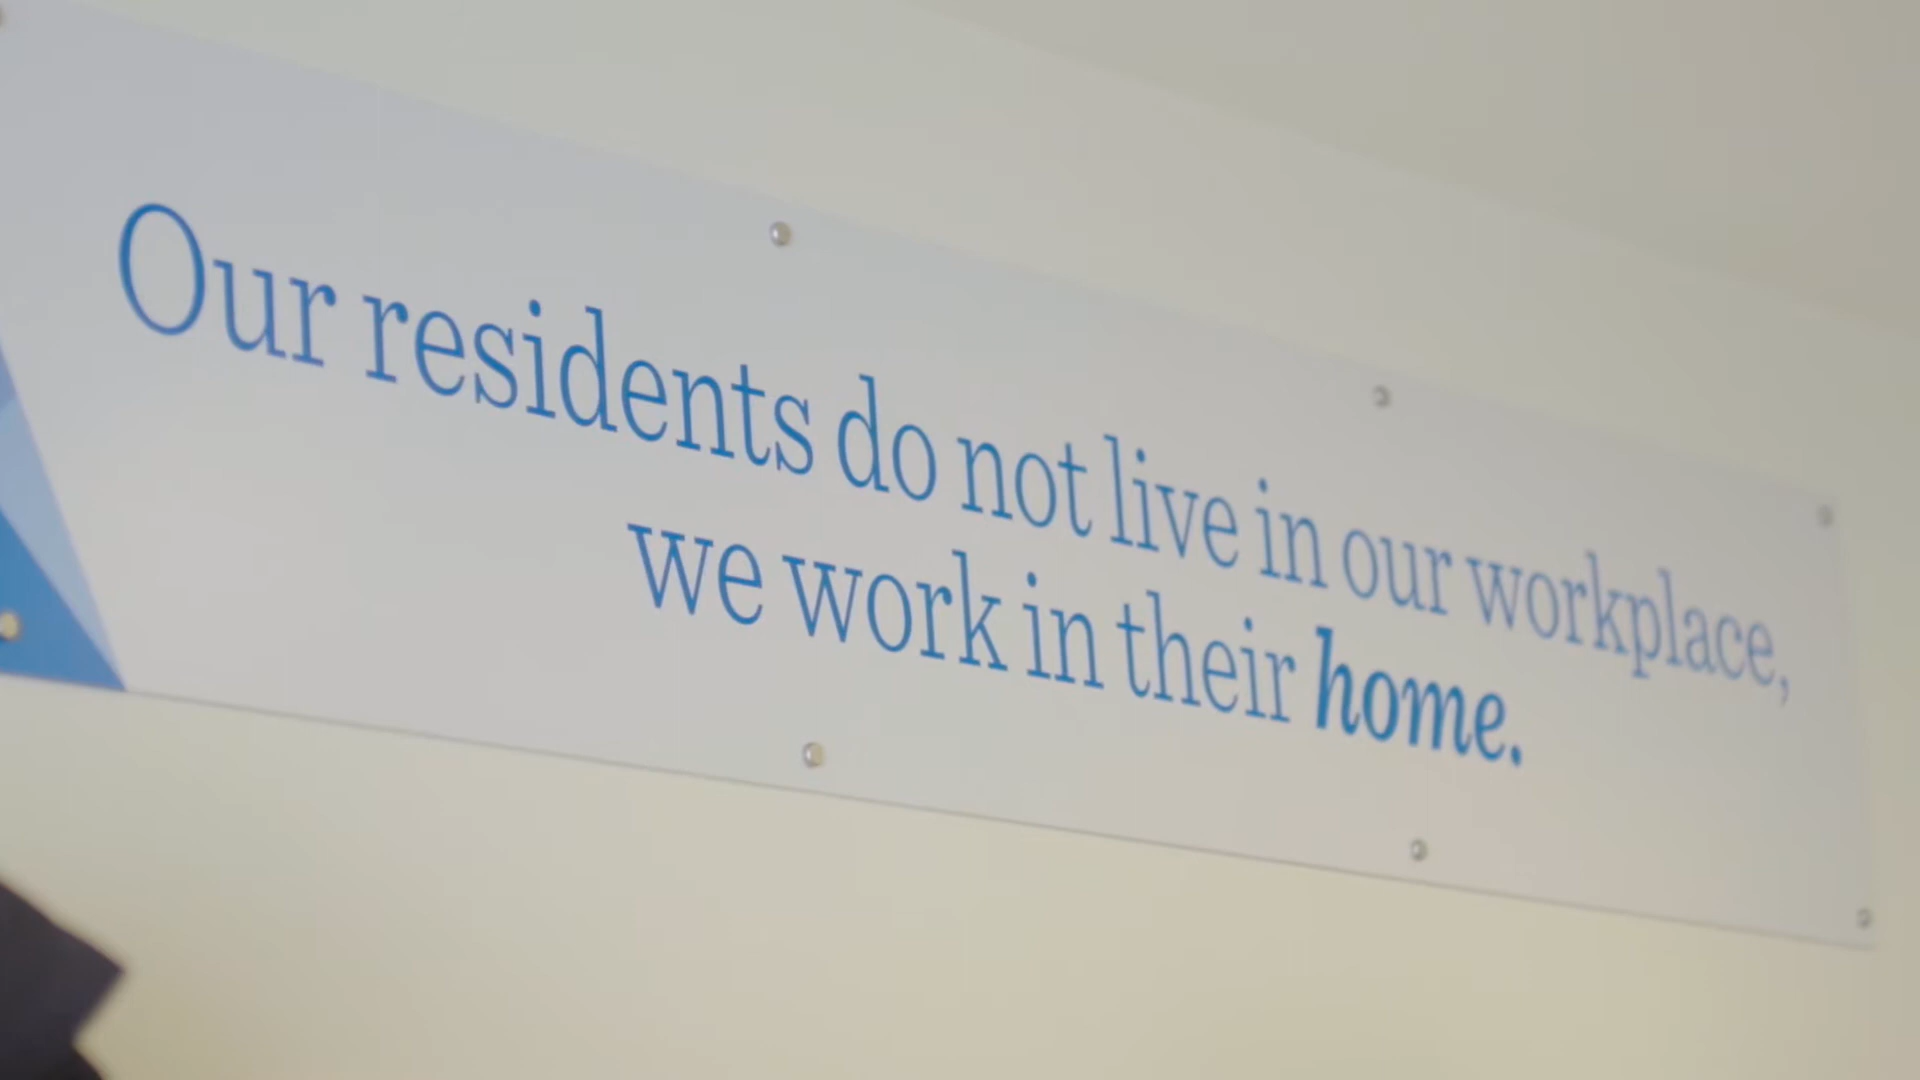 Our residents do not live in our workplace,
we work in their home.